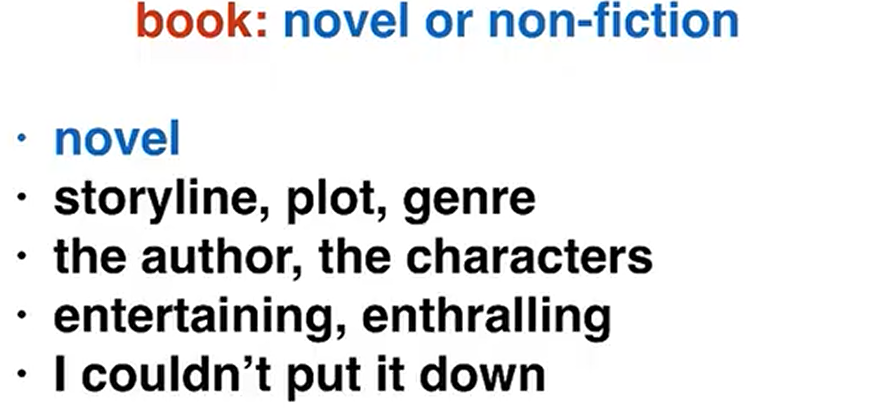 book: novel or non-fiction
· novel
· storyline, plot, genre
· the author, the characters
· entertaining, enthralling
· I couldn’t put it down